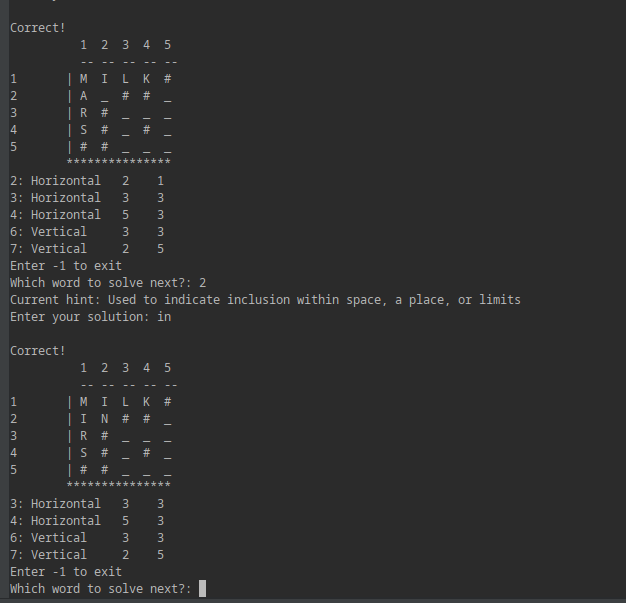 Correct!
1 2 3 4 5
-- -- -- -- --
1 | M I L K #
2 | A _ # # _
3 | R # _ _ _
4 | S # _ # _
5 | # # _ _ _
***************
2: Horizontal 2 1
3: Horizontal 3 3
4: Horizontal 5 3
6: Vertical 3 3
7: Vertical 2 5
Enter -1 to exit
Which word to solve next?: 2
Current hint: Used to indicate inclusion within space, a place, or limits
Enter your solution: in
Correct!
1 2 3 4 5
-- -- -- -- --
1 | M I L K #
2 | I N # # _
3 | R # _ _ _
4 | S # _ # _
5 | # # _ _ _
***************
3: Horizontal 3 3
4: Horizontal 5 3
6: Vertical 3 3
7: Vertical 2 5
Enter -1 to exit
Which word to solve next?: